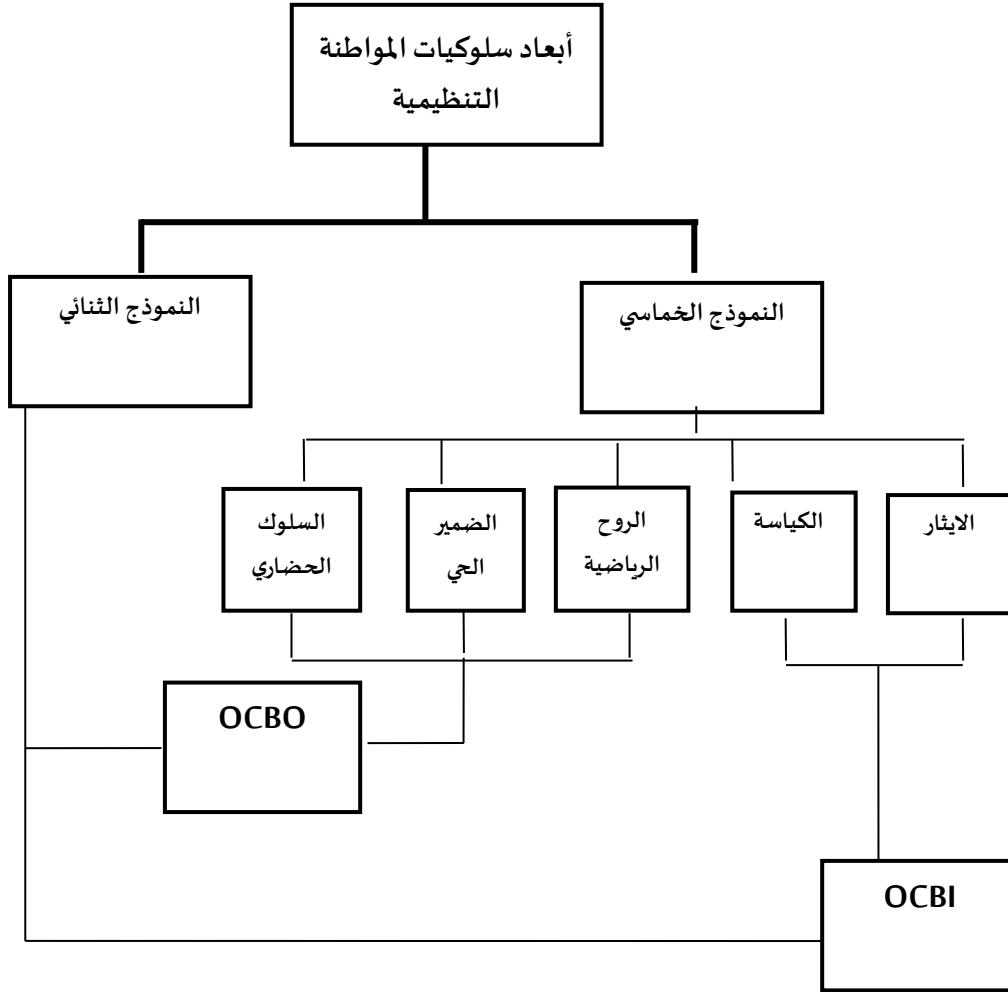 أبعاد سلوكيات المواطنة
التنظيمية
النموذج الخماسي
النموذج الثنائي
الايثار
الكياسة
الروح
الرياضية
الضمير
الحي
السلوك
الحضاري
OCBO
OCBI